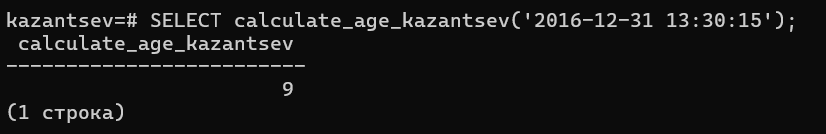 kazantsev=# SELECT calculate_age_kazantsev('2016-12-31 13:30:15');
calculate_age_kazantsev
-------------------------
9
(1 строка)